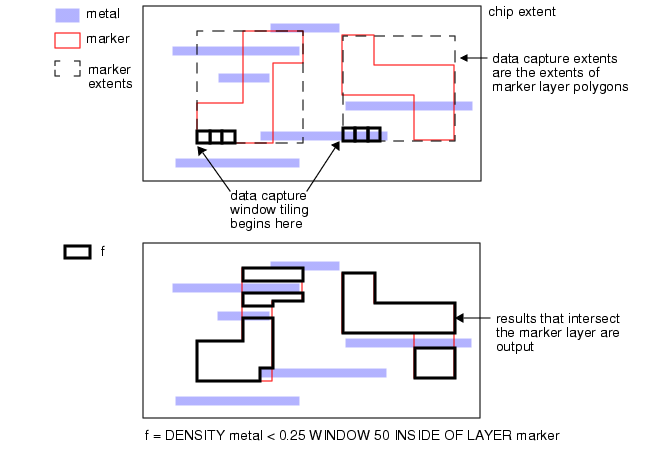 metal
marker
marker
extents
chip extent
data capture extents
are the extents of
marker layer polygons
data capture
window tiling
begins here
f
results that intersect
the marker layer are
output
f = DENSITY metal < 0.25 WINDOW 50 INSIDE OF LAYER marker